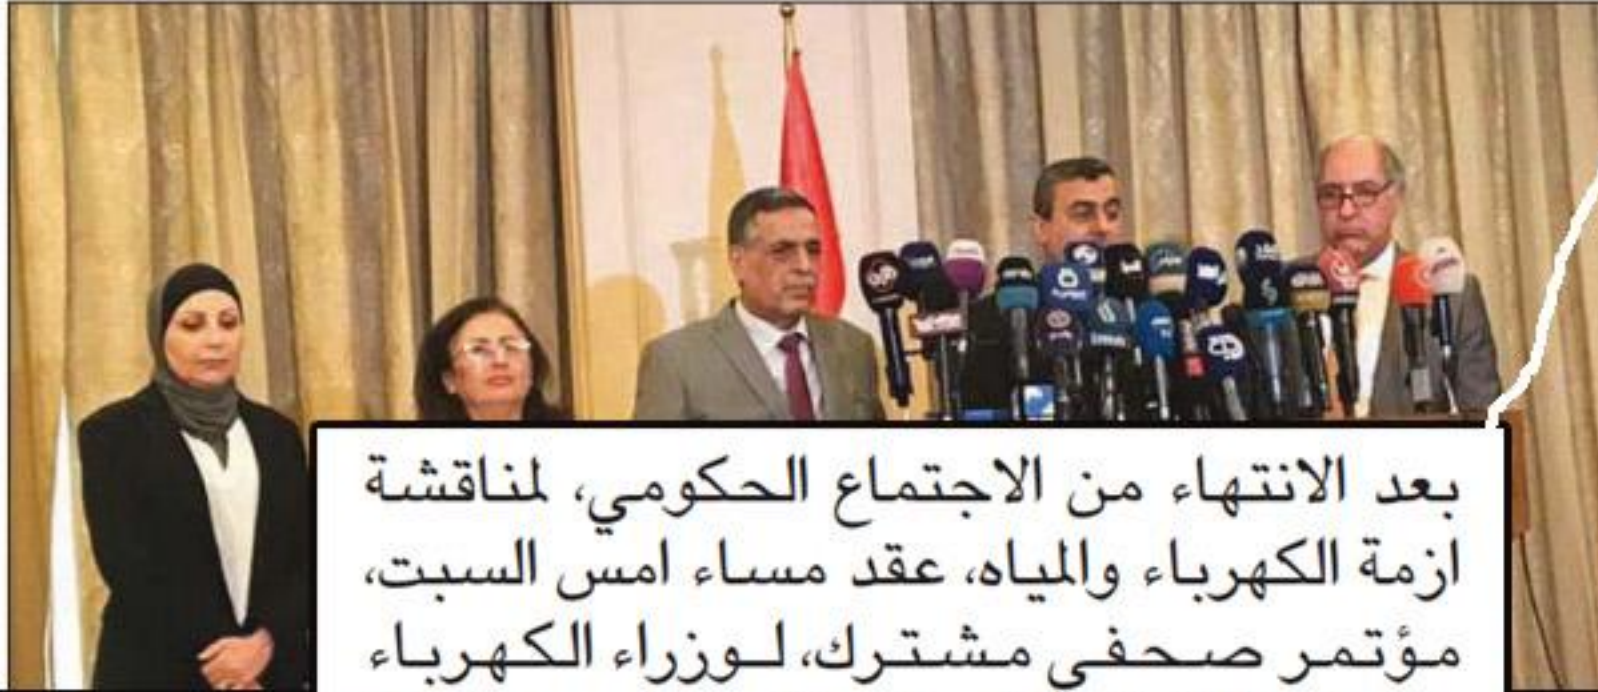 بعد الانتهاء من الاجتماع الحكومي، لمناقشة
ازمة الكهرباء والمياه، عقد مساء امس السبت،
مؤتمر صحفي مشترك، لوزراء الكهرباء